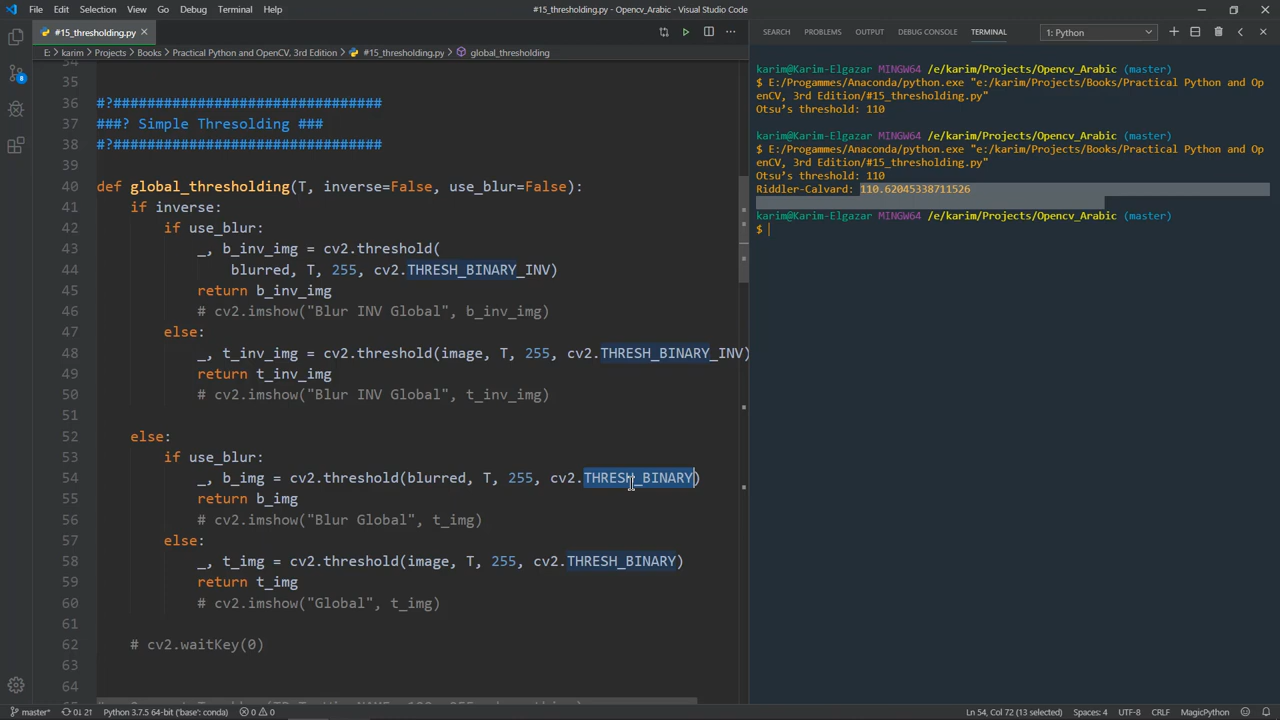 File Edit Selection View Go Debug Terminal Help
#15_thresholding.py - Opencv_Arabic - Visual Studio Code
#15_thresholding.py
E: > karim > Projects > Books > Practical Python and OpenCV, 3rd Edition > #15_thresholding.py > global_thresholding
34
35
36 #?################################
37 ###? Simple Thresolding ###
38 #?################################
39
40 def global_thresholding(T, inverse=False, use_blur=False):
41 if inverse:
42 if use_blur:
43 _, b_inv_img = cv2.threshold(
44 blurred, T, 255, cv2.THRESH_BINARY_INV)
45 return b_inv_img
46 # cv2.imshow("Blur INV Global", b_inv_img)
47 else:
48 _, t_inv_img = cv2.threshold(image, T, 255, cv2.THRESH_BINARY_INV)
49 return t_inv_img
50 # cv2.imshow("Blur INV Global", t_inv_img)
51
52 else:
53 if use_blur:
54 _, b_img = cv2.threshold(blurred, T, 255, cv2.THRESH_BINARY)
55 return b_img
56 # cv2.imshow("Blur Global", t_img)
57 else:
58 _, t_img = cv2.threshold(image, T, 255, cv2.THRESH_BINARY)
59 return t_img
60 # cv2.imshow("Global", t_img)
61
62 # cv2.waitKey(0)
63
64
SEARCH PROBLEMS OUTPUT DEBUG CONSOLE TERMINAL 1: Python
karim@Karim-Elgazar MINGW64 /e/karim/Projects/Opencv_Arabic (master)
$ E:/Progammes/Anaconda/python.exe "e:/karim/Projects/Books/Practical Python and Op
enCV, 3rd Edition/#15_thresholding.py"
Otsu’s threshold: 110
karim@Karim-Elgazar MINGW64 /e/karim/Projects/Opencv_Arabic (master)
$ E:/Progammes/Anaconda/python.exe "e:/karim/Projects/Books/Practical Python and Op
enCV, 3rd Edition/#15_thresholding.py"
Otsu’s threshold: 110
Riddler-Calvard: 110.62045338711526
karim@Karim-Elgazar MINGW64 /e/karim/Projects/Opencv_Arabic (master)
$
8
master* 0↓ 2↑ Python 3.7.5 64-bit ('base': conda) 0 0
Ln 54, Col 72 (13 selected) Spaces: 4 UTF-8 CRLF MagicPython